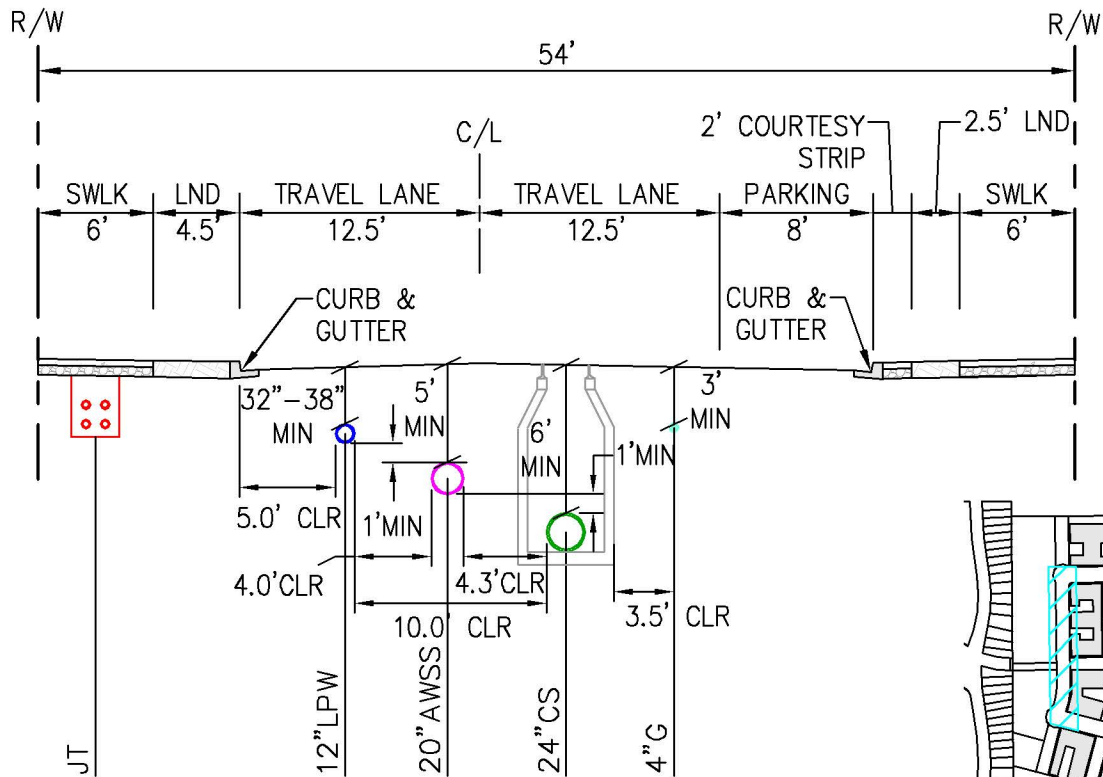 R/W
R/W
54'
C/L
2' COURTESY
STRIP
2.5' LND
SWLK
LND
TRAVEL LANE
TRAVEL LANE
PARKING
SWLK
6'
4.5'
12.5'
12.5'
8'
6'
CURB &
GUTTER
CURB &
GUTTER
32"-38"
MIN
5'
MIN
6'
MIN
3'
MIN
1'MIN
5.0' CLR
1'MIN
4.0'CLR
4.3'CLR
10.0' CLR
3.5' CLR
JT
12"LPW
20"AWSS
24"CS
4"G